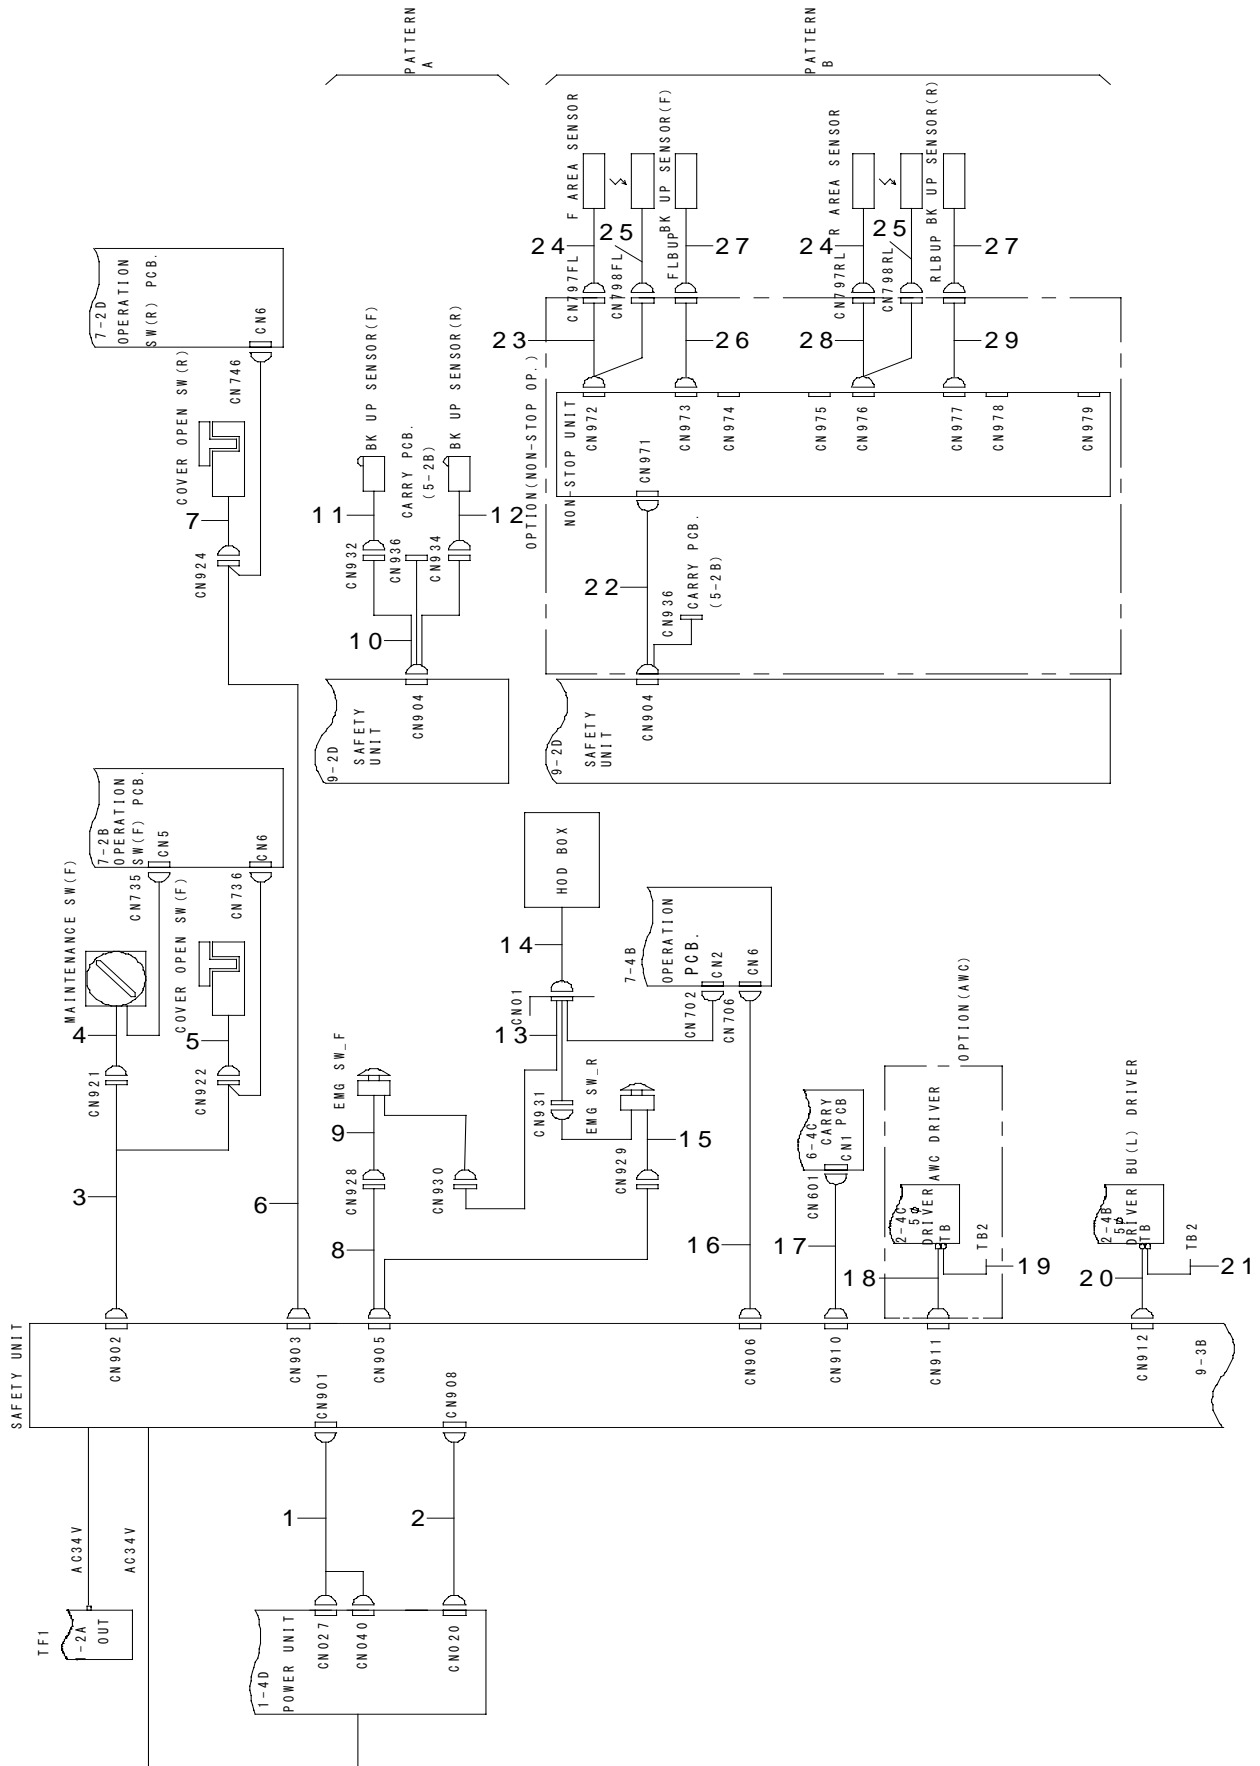 PATTERN
A
PATTERN
B
7-2D
OPERATION
SW(R) PCB.
CN6
CN746
COVER OPEN SW(R)
7
CN924
BK UP SENSOR(F)
CARRY PCB.
(5-2B)
BK UP SENSOR(R)
11
12
CN932
CN936
CN934
10
CN904
9-2D
SAFETY
UNIT
F AREA SENSOR
BK UP SENSOR(F)
R AREA SENSOR
BK UP SENSOR(R)
24
25
27
24
25
27
CN797FL
CN798FL
FLBUP
CN797RL
CN798RL
RLBUP
23
26
28
29
OPTION(NON-STOP OP.)
NON-STOP UNIT
CN972
CN973
CN974
CN975
CN976
CN977
CN978
CN979
CN971
22
CN936
CARRY PCB.
(5-2B)
CN904
9-2D
SAFETY
UNIT
7-2B
OPERATION
SW(F) PCB.
CN5
CN6
CN735
CN736
MAINTENANCE SW(F)
COVER OPEN SW(F)
4
5
CN921
CN922
3
6
HOD BOX
14
CN01
13
7-4B
OPERATION
PCB.
CN2
CN6
CN702
CN706
EMG SW_F
9
CN928
CN930
8
CN931
EMG SW_R
15
CN929
16
6-4C
CARRY
PCB
CN1
CN601
17
OPTION(AWC)
AWC DRIVER
2-4C
5φ
DRIVER
TB
TB2
18
19
BU(L) DRIVER
2-4B
5φ
DRIVER
TB
TB2
20
21
SAFETY UNIT
CN902
CN903
CN905
CN906
CN910
CN911
CN912
9-3B
CN901
CN908
1
2
AC34V
AC34V
TF1
1-2A
OUT
1-4D
POWER UNIT
CN027
CN040
CN020